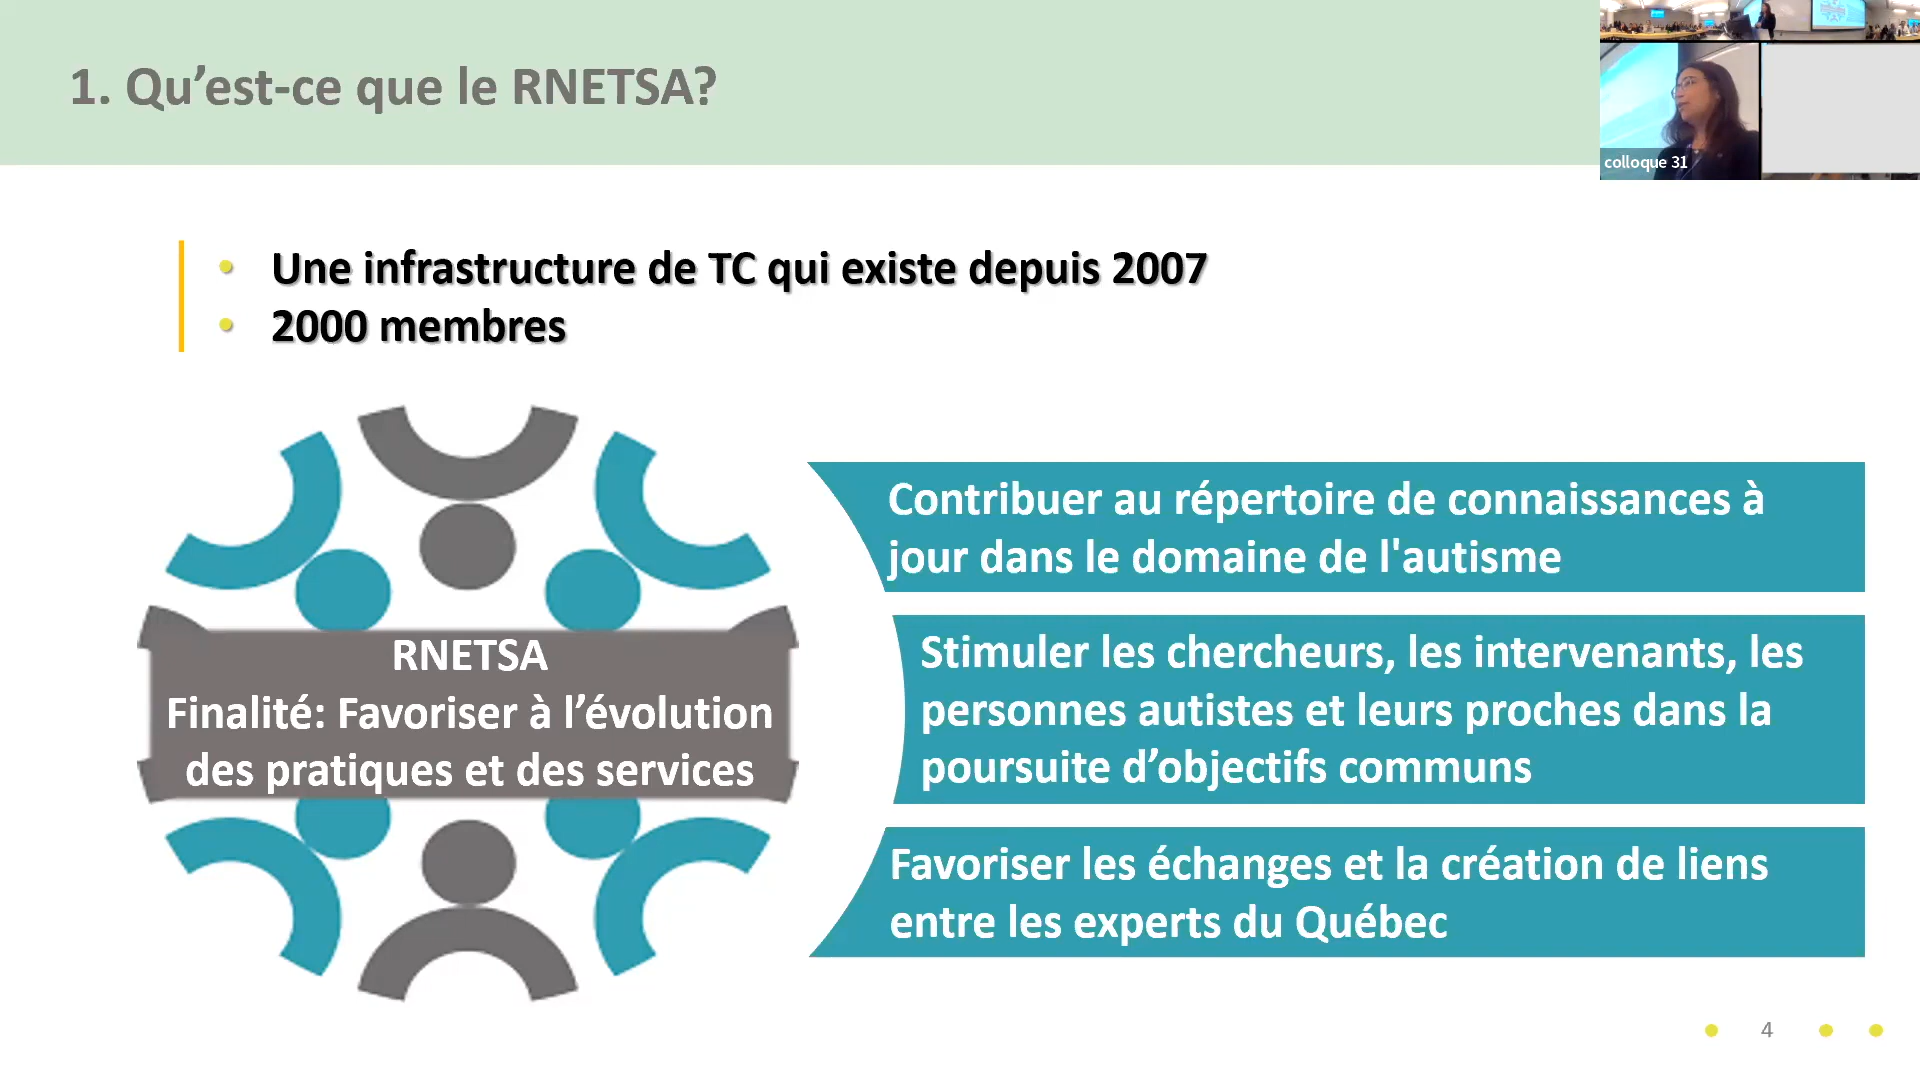 1. Qu’est-ce que le RNETSA?
colloque 31
• Une infrastructure de TC qui existe depuis 2007
• 2000 membres
RNETSA
Finalité: Favoriser à l’évolution
des pratiques et des services
Contribuer au répertoire de connaissances à
jour dans le domaine de l'autisme
Stimuler les chercheurs, les intervenants, les
personnes autistes et leurs proches dans la
poursuite d’objectifs communs
Favoriser les échanges et la création de liens
entre les experts du Québec
4